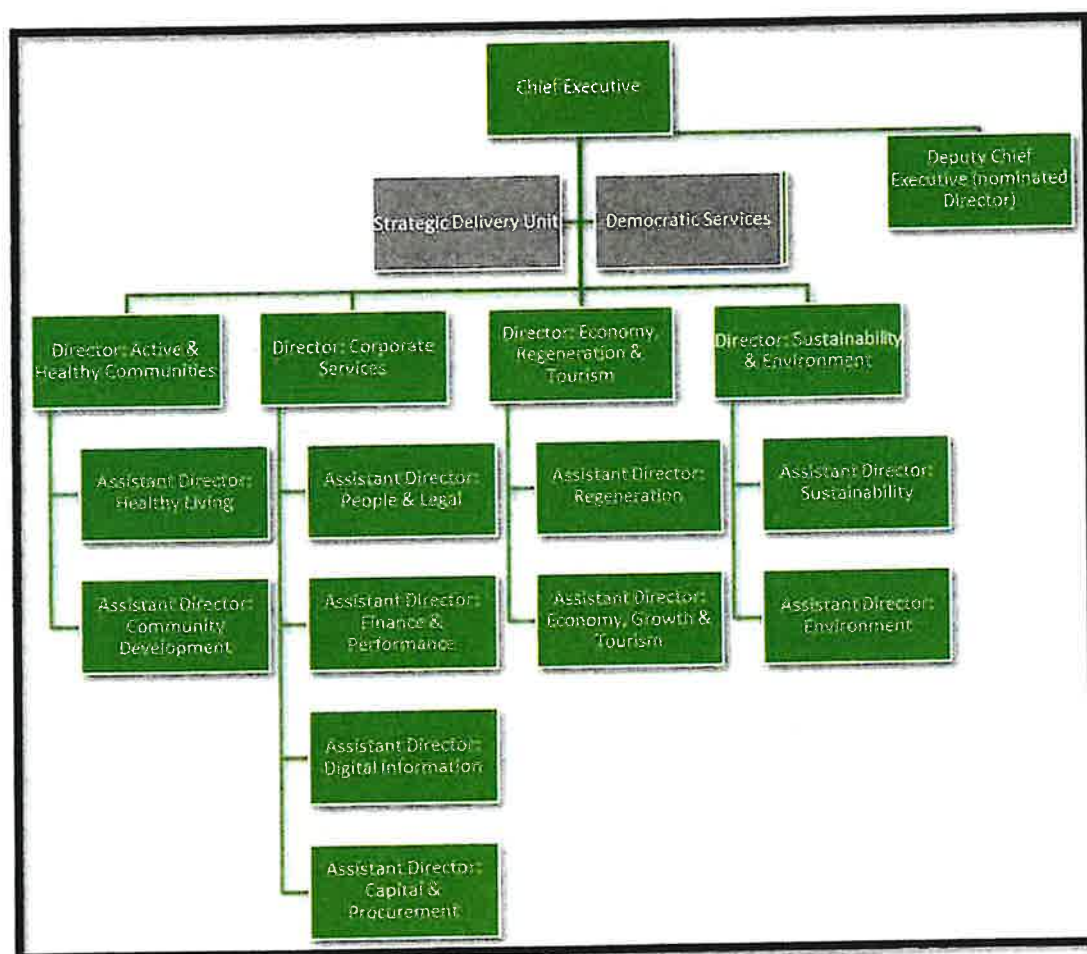 Chief Executive
Deputy Chief
Executive (nominated
Director)
Strategic Delivery Unit
Democratic Services
Director: Active &
Healthy Communities
Director: Corporate
Services
Director: Economy,
Regeneration &
Tourism
Director: Sustainability
& Environment
Assistant Director:
Healthy Living
Assistant Director:
People & Legal
Assistant Director:
Regeneration
Assistant Director:
Sustainability
Assistant Director:
Community
Development
Assistant Director:
Finance &
Performance
Assistant Director:
Economy, Growth &
Tourism
Assistant Director:
Environment
Assistant Director:
Digital Information
Assistant Director:
Capital &
Procurement